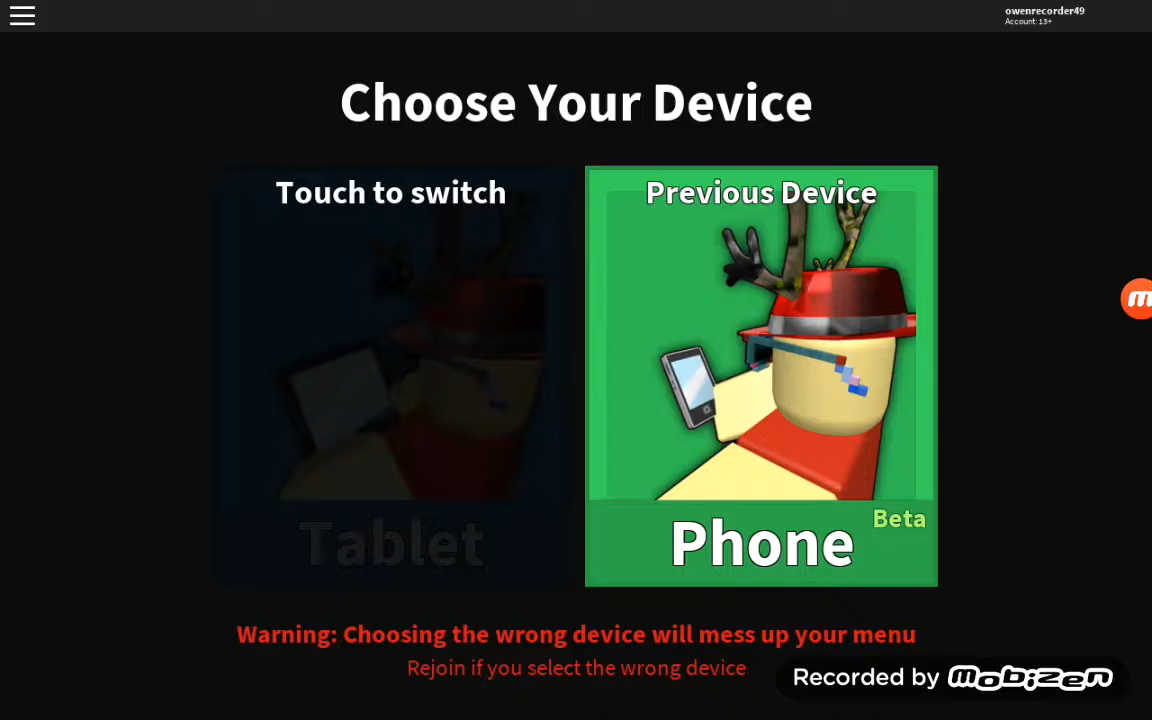 owenrecorder49
Account: 13+
Choose Your Device
Touch to switch
Previous Device
Tablet
Phone
Beta
Warning: Choosing the wrong device will mess up your menu
Rejoin if you select the wrong device
Recorded by mobizen